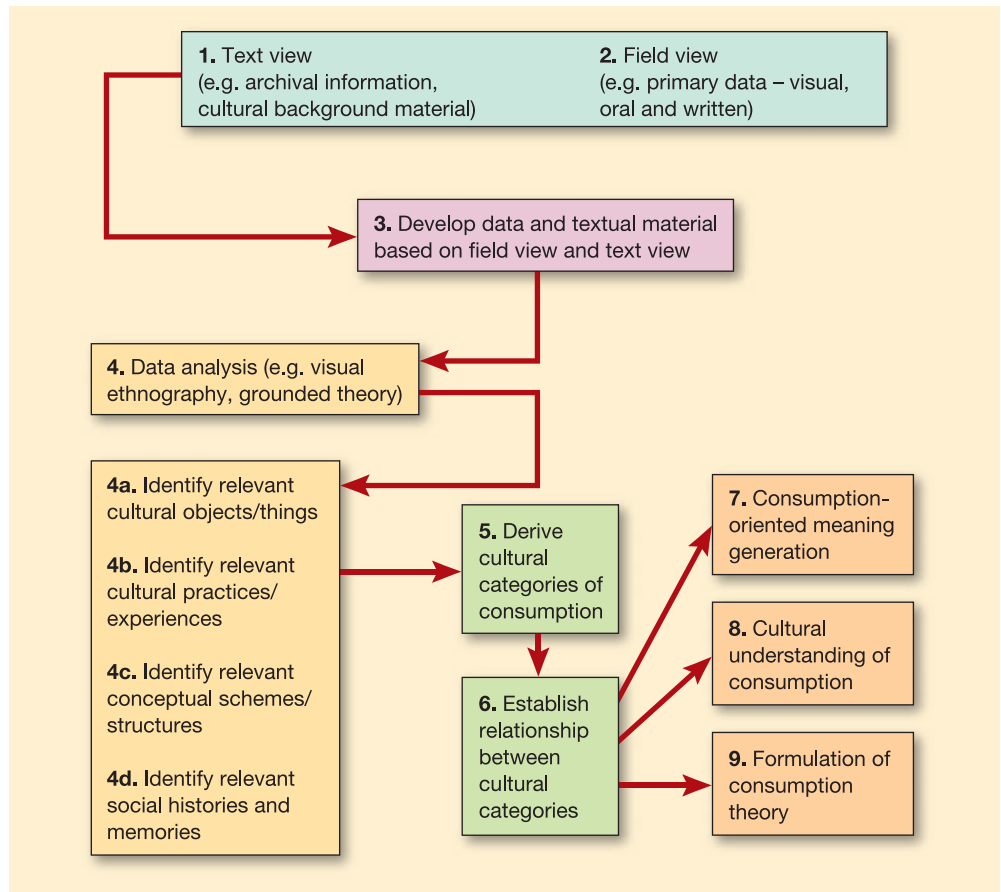 1. Text view
(e.g. archival information,
cultural background material)
2. Field view
(e.g. primary data – visual,
oral and written)
3. Develop data and textual material
based on field view and text view
4. Data analysis (e.g. visual
ethnography, grounded theory)
4a. Identify relevant
cultural objects/things
4b. Identify relevant
cultural practices/
experiences
4c. Identify relevant
conceptual schemes/
structures
4d. Identify relevant
social histories and
memories
5. Derive
cultural
categories of
consumption
6. Establish
relationship
between
cultural
categories
7. Consumption-
oriented meaning
generation
8. Cultural
understanding of
consumption
9. Formulation of
consumption
theory